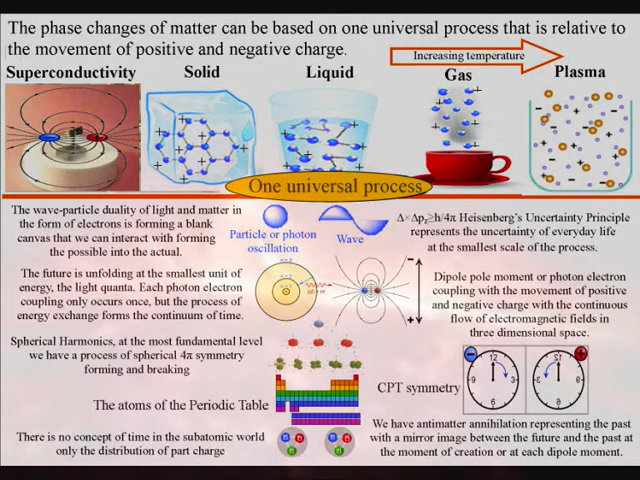 The phase changes of matter can be based on one universal process that is relative to
the movement of positive and negative charge.
Increasing temperature
Superconductivity Solid Liquid Gas Plasma
One universal process
The wave-particle duality of light and matter in
the form of electrons is forming a blank
canvas that we can interact with forming
the possible into the actual.
Particle or photon
oscillation
Wave
Δ×Δpₓ≥h/4π Heisenberg's Uncertainty Principle
represents the uncertainty of everyday life
at the smallest scale of the process.
The future is unfolding at the smallest unit of
energy, the light quanta. Each photon electron
coupling only occurs once, but the process of
energy exchange forms the continuum of time.
Dipole pole moment or photon electron
coupling with the movement of positive
and negative charge with the continuous
flow of electromagnetic fields in
three dimensional space.
Spherical Harmonics, at the most fundamental level
we have a process of spherical 4π symmetry
forming and breaking
The atoms of the Periodic Table
CPT symmetry
12
3
6
9
12
3
6
9
There is no concept of time in the subatomic world
only the distribution of part charge
We have antimatter annihilation representing the past
with a mirror image between the future and the past at
the moment of creation or at each dipole moment.